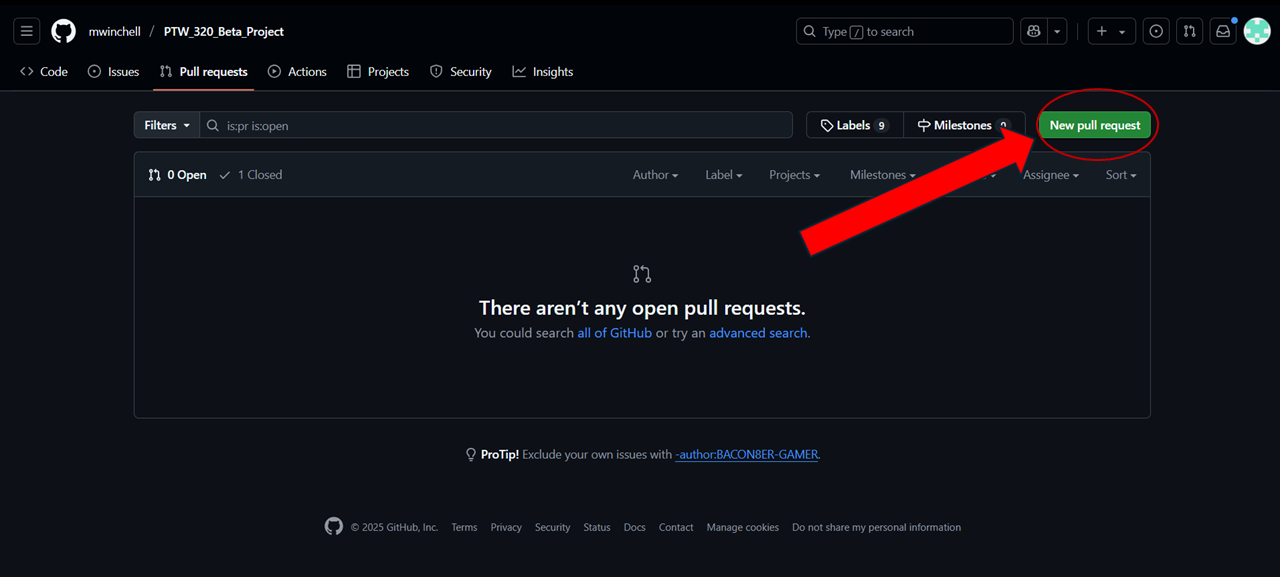 mwinchell / PTW_320_Beta_Project
Type / to search
Code Issues Pull requests Actions Projects Security Insights
Filters is:pr is:open Labels 9 Milestones New pull request
0 Open 1 Closed Author Label Projects Milestones Assignee Sort
There aren’t any open pull requests.
You could search all of GitHub or try an advanced search.
ProTip! Exclude your own issues with -author:BACON8ER-GAMER.
© 2025 GitHub, Inc. Terms Privacy Security Status Docs Contact Manage cookies Do not share my personal information